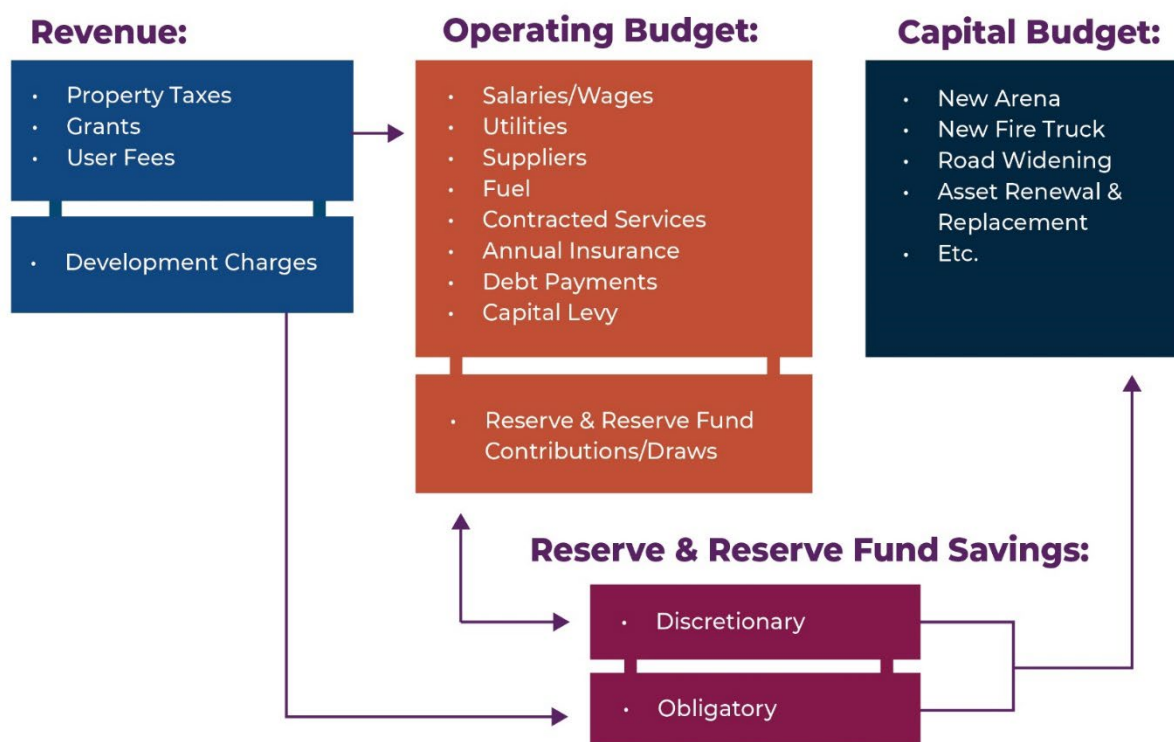 Revenue:
• Property Taxes
• Grants
• User Fees
• Development Charges
Operating Budget:
• Salaries/Wages
• Utilities
• Suppliers
• Fuel
• Contracted Services
• Annual Insurance
• Debt Payments
• Capital Levy
• Reserve & Reserve Fund
Contributions/Draws
Capital Budget:
• New Arena
• New Fire Truck
• Road Widening
• Asset Renewal &
Replacement
• Etc.
Reserve & Reserve Fund Savings:
• Discretionary
• Obligatory